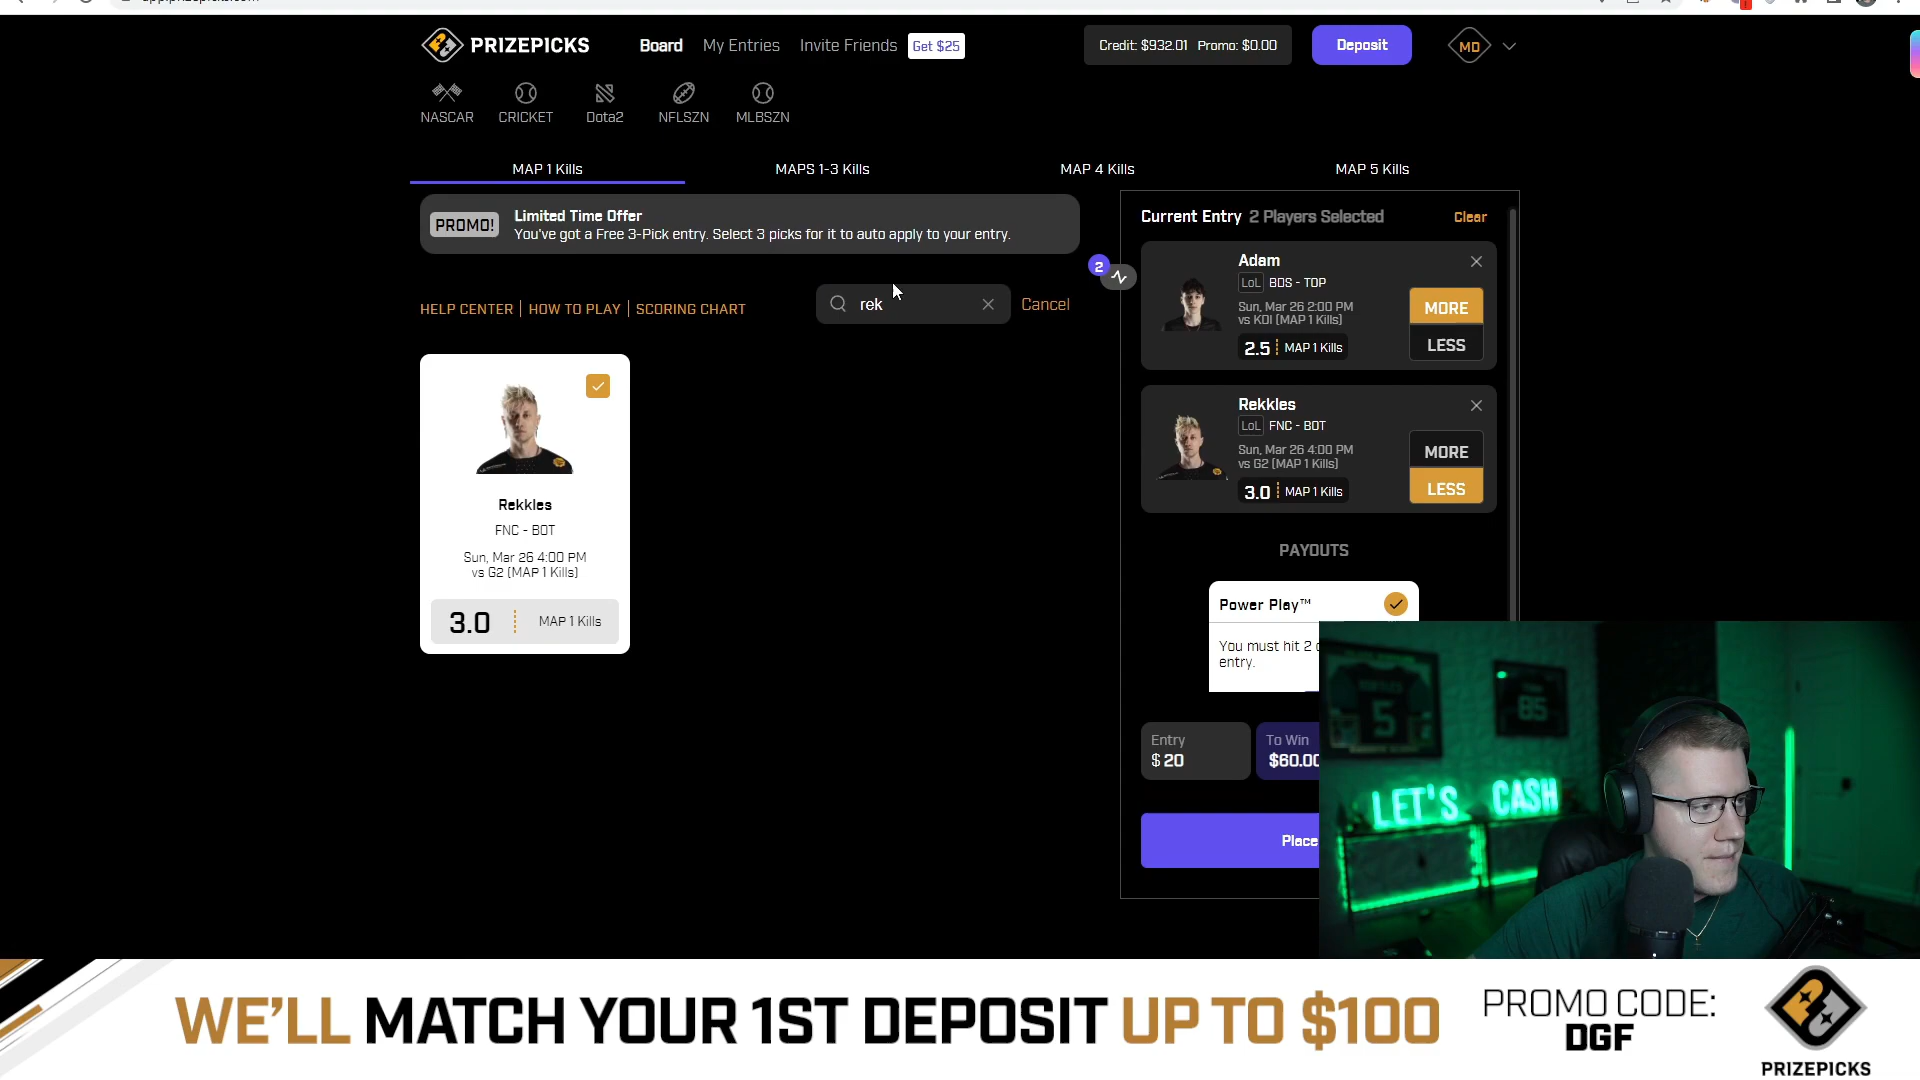 PRIZEPICKS
Board
My Entries
Invite Friends
Get $25
Credit: $932.01 Promo: $0.00
Deposit
MD
NASCAR
CRICKET
Dota2
NFLSZN
MLBSZN
MAP 1 Kills
MAPS 1-3 Kills
MAP 4 Kills
MAP 5 Kills
PROMO!
Limited Time Offer
You've got a Free 3-Pick entry. Select 3 picks for it to auto apply to your entry.
HELP CENTER
HOW TO PLAY
SCORING CHART
rek
Cancel
Rekkles
FNC - BOT
Sun, Mar 26 4:00 PM
vs G2 (MAP 1 Kills)
3.0 MAP 1 Kills
2
Current Entry 2 Players Selected
Clear
Adam
LoL BDS - TOP
Sun, Mar 26 2:00 PM
vs KOI (MAP 1 Kills)
2.5 MAP 1 Kills
MORE
LESS
Rekkles
LoL FNC - BOT
Sun, Mar 26 4:00 PM
vs G2 (MAP 1 Kills)
3.0 MAP 1 Kills
MORE
LESS
PAYOUTS
Power Play™
You must hit 2
entry.
Entry
$ 20
To Win
$60.00
Place
5
85
LET'S CASH
WE'LL MATCH YOUR 1ST DEPOSIT UP TO $100
PROMO CODE:
DGF
PRIZEPICKS